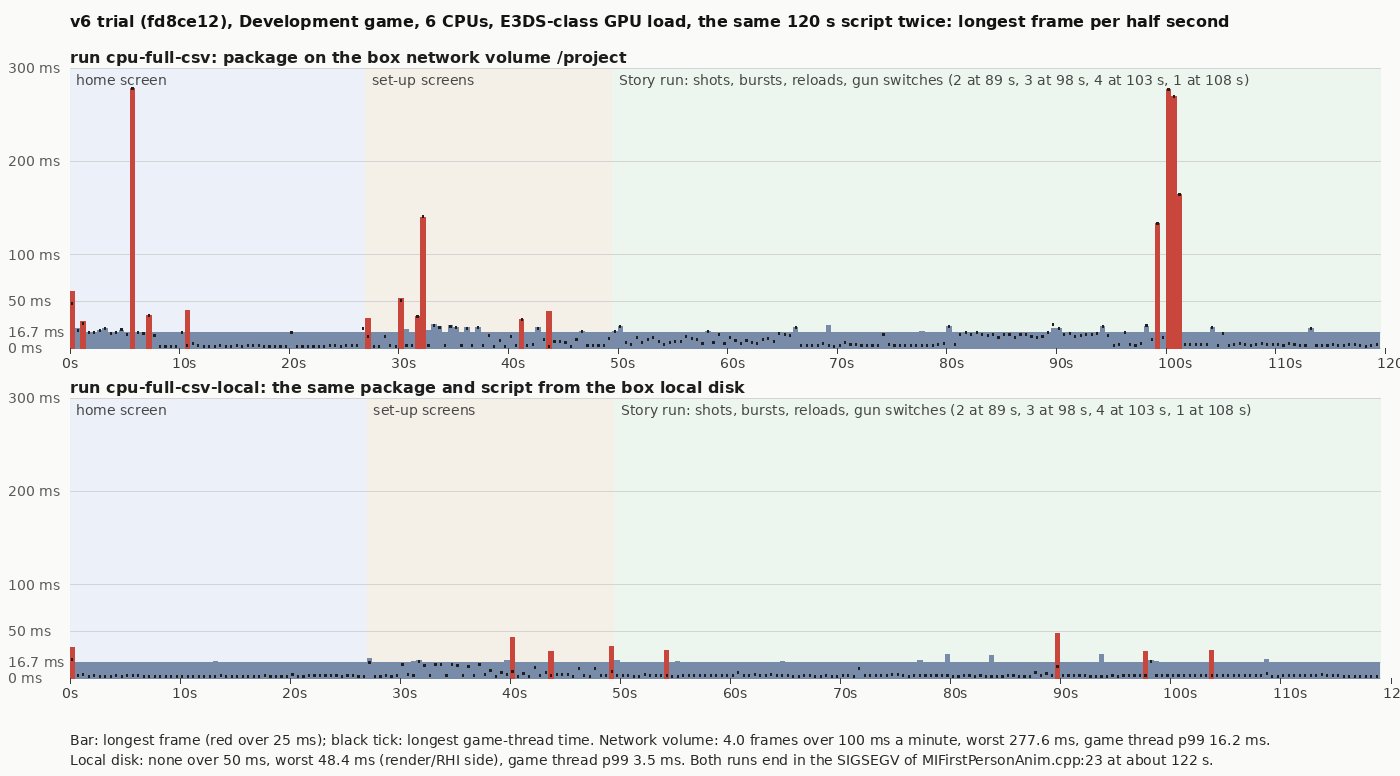 v6 trial (fd8ce12), Development game, 6 CPUs, E3DS-class GPU load, the same 120 s script twice: longest frame per half second
run cpu-full-csv: package on the box network volume /project
300 ms
home screen
set-up screens
Story run: shots, bursts, reloads, gun switches (2 at 89 s, 3 at 98 s, 4 at 103 s, 1 at 108 s)
200 ms
100 ms
50 ms
16.7 ms
0 ms
0s 10s 20s 30s 40s 50s 60s 70s 80s 90s 100s 110s 120
run cpu-full-csv-local: the same package and script from the box local disk
300 ms
home screen
set-up screens
Story run: shots, bursts, reloads, gun switches (2 at 89 s, 3 at 98 s, 4 at 103 s, 1 at 108 s)
200 ms
100 ms
50 ms
16.7 ms
0 ms
0s 10s 20s 30s 40s 50s 60s 70s 80s 90s 100s 110s 12
Bar: longest frame (red over 25 ms); black tick: longest game-thread time. Network volume: 4.0 frames over 100 ms a minute, worst 277.6 ms, game thread p99 16.2 ms.
Local disk: none over 50 ms, worst 48.4 ms (render/RHI side), game thread p99 3.5 ms. Both runs end in the SIGSEGV of MIFirstPersonAnim.cpp:23 at about 122 s.